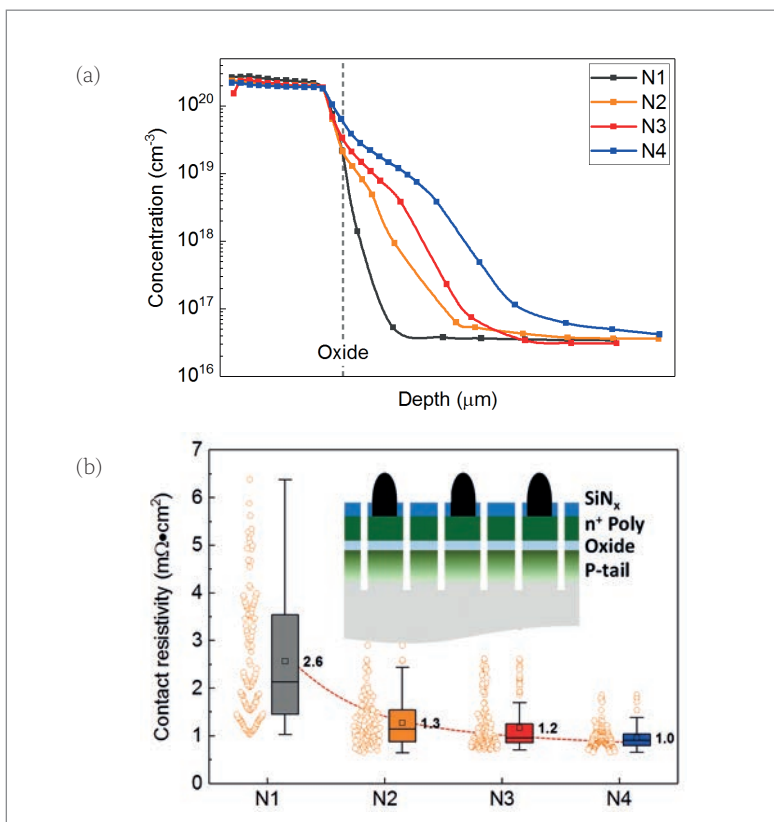 (a)
Concentration (cm⁻³)
10²⁰
10¹⁹
10¹⁸
10¹⁷
10¹⁶
Oxide
Depth (μm)
N1
N2
N3
N4
(b)
Contact resistivity (mΩ•cm²)
7
6
5
4
3
2
1
0
SiNₓ
n⁺ Poly
Oxide
P-tail
2.6
1.3
1.2
1.0
N1 N2 N3 N4